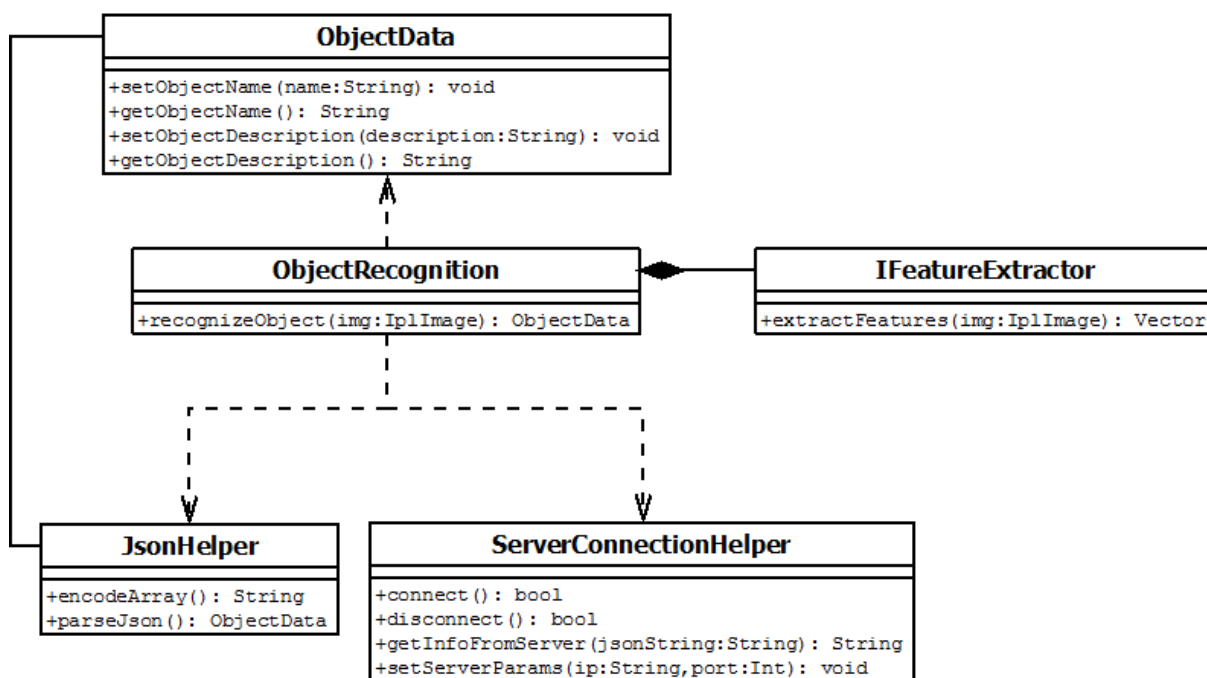 ObjectData
+setObjectName(name:String): void
+getObjectName(): String
+setObjectDescription(description:String): void
+getObjectDescription(): String
ObjectRecognition
+recognizeObject(img:IplImage): ObjectData
IFeatureExtractor
+extractFeatures(img:IplImage): Vector
JsonHelper
+encodeArray(): String
+parseJson(): ObjectData
ServerConnectionHelper
+connect(): bool
+disconnect(): bool
+getInfoFromServer(jsonString:String): String
+setServerParams(ip:String,port:Int): void